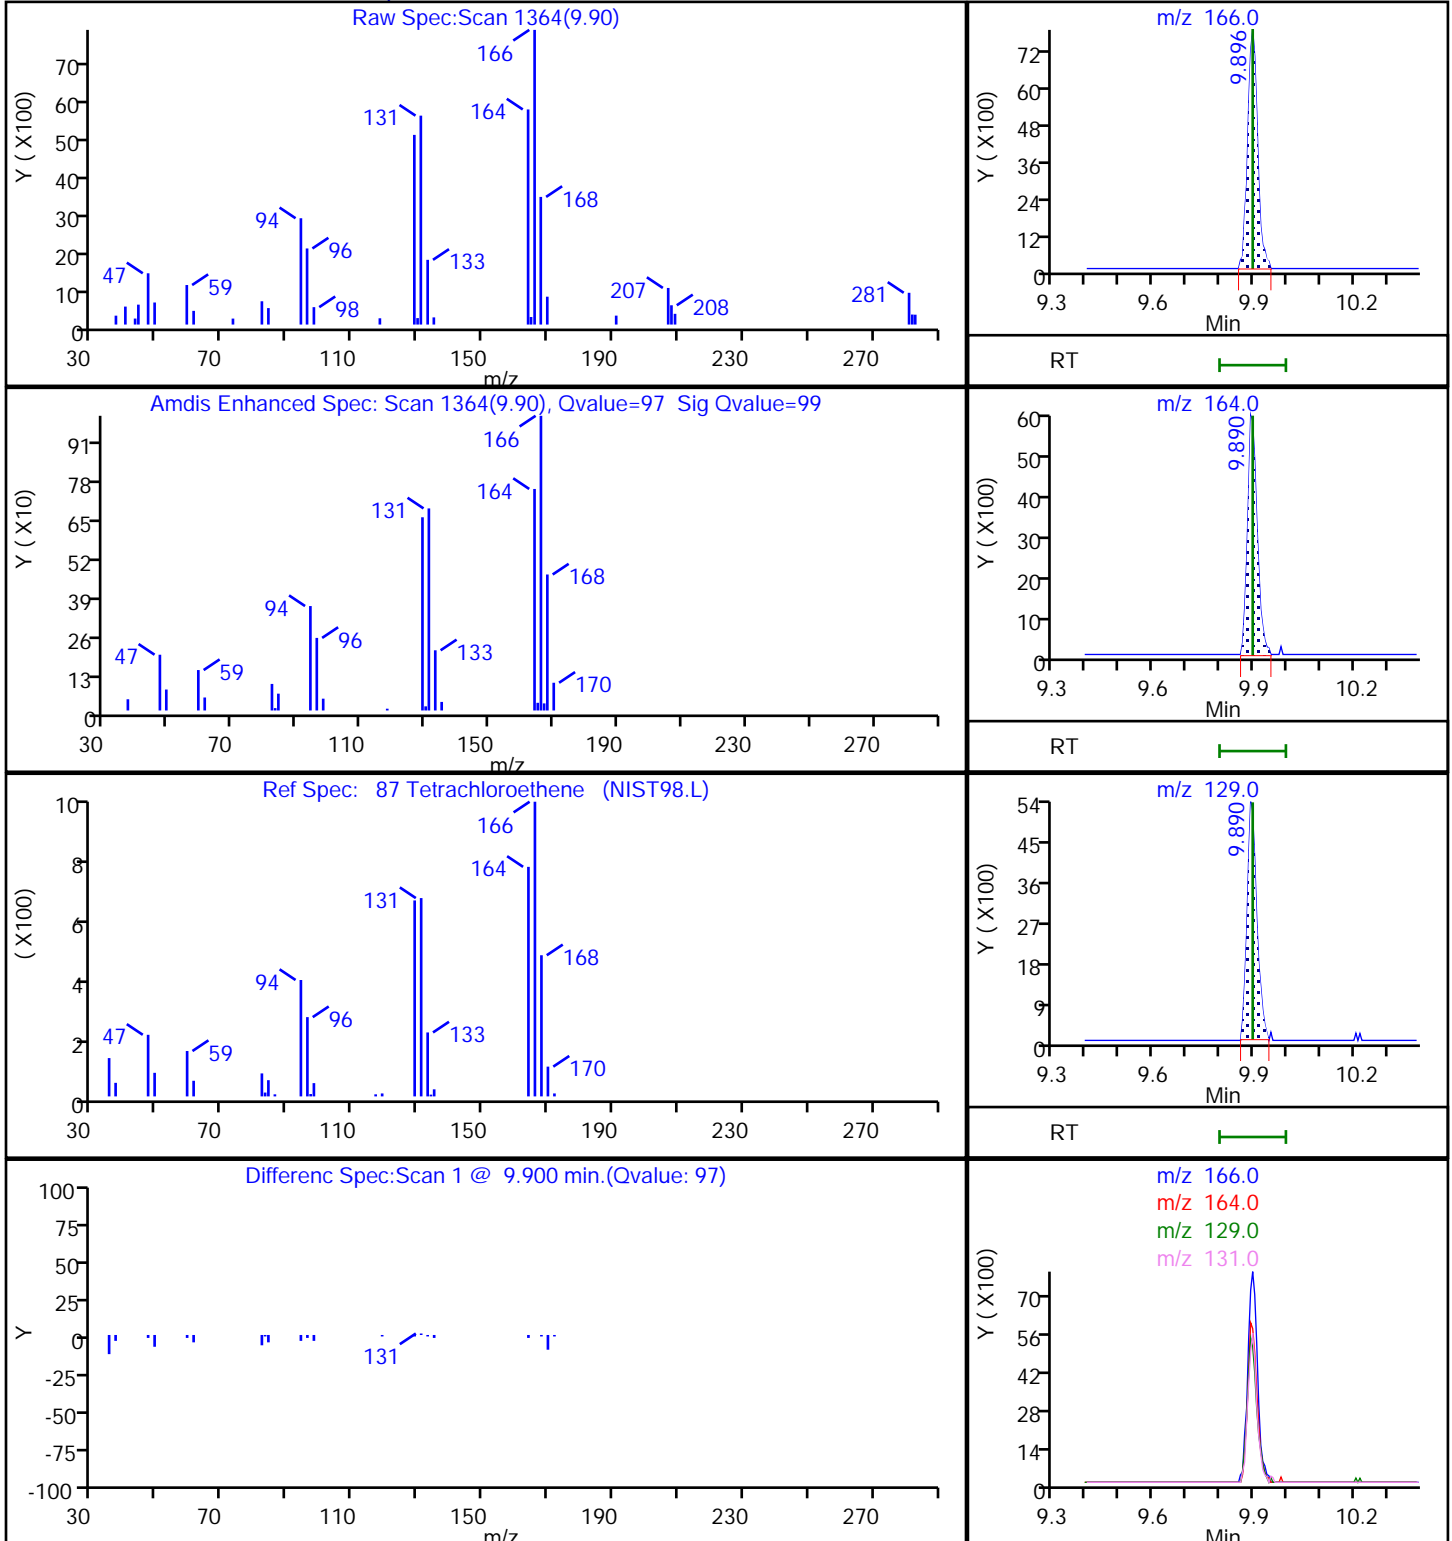 Raw Spec:Scan 1364(9.90)
Y ( X100)
70
60
50
40
30
20
10
0
47
59
94
96
98
131
133
164
166
168
207
208
281
30 70 110 150 190 230 270
m/z
m/z 166.0
Y ( X100)
72
60
48
36
24
12
0
9.896
9.3 9.6 9.9 10.2
Min
RT
Amdis Enhanced Spec: Scan 1364(9.90), Qvalue=97 Sig Qvalue=99
Y ( X10)
91
78
65
52
39
26
13
0
47
59
94
96
131
133
164
166
168
170
30 70 110 150 190 230 270
m/z
m/z 164.0
Y ( X100)
60
50
40
30
20
10
0
9.890
9.3 9.6 9.9 10.2
Min
RT
Ref Spec: 87 Tetrachloroethene (NIST98.L)
( X100)
10
8
6
4
2
0
47
59
94
96
131
133
164
166
168
170
30 70 110 150 190 230 270
m/z 129.0
Y ( X100)
54
45
36
27
18
9
0
9.890
9.3 9.6 9.9 10.2
Min
RT
Differenc Spec:Scan 1 @ 9.900 min.(Qvalue: 97)
Y
100
75
50
25
0
-25
-50
-75
-100
131
30 70 110 150 190 230 270
m/z
m/z 166.0
m/z 164.0
m/z 129.0
m/z 131.0
Y ( X100)
70
56
42
28
14
0
9.3 9.6 9.9 10.2
Min